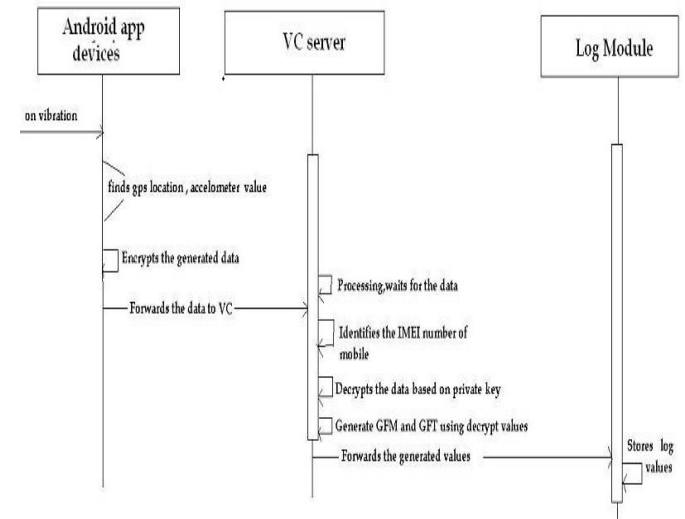 Android app
devices
VC server
Log Module
on vibration
finds gps location , accelometer value
Encrypts the generated data
Processing,waits for the data
Forwards the data to VC
Identifies the IMEI number of
mobile
Decrypts the data based on private key
Generate GFM and GFT using decrypt values
Forwards the generated values
Stores log
values